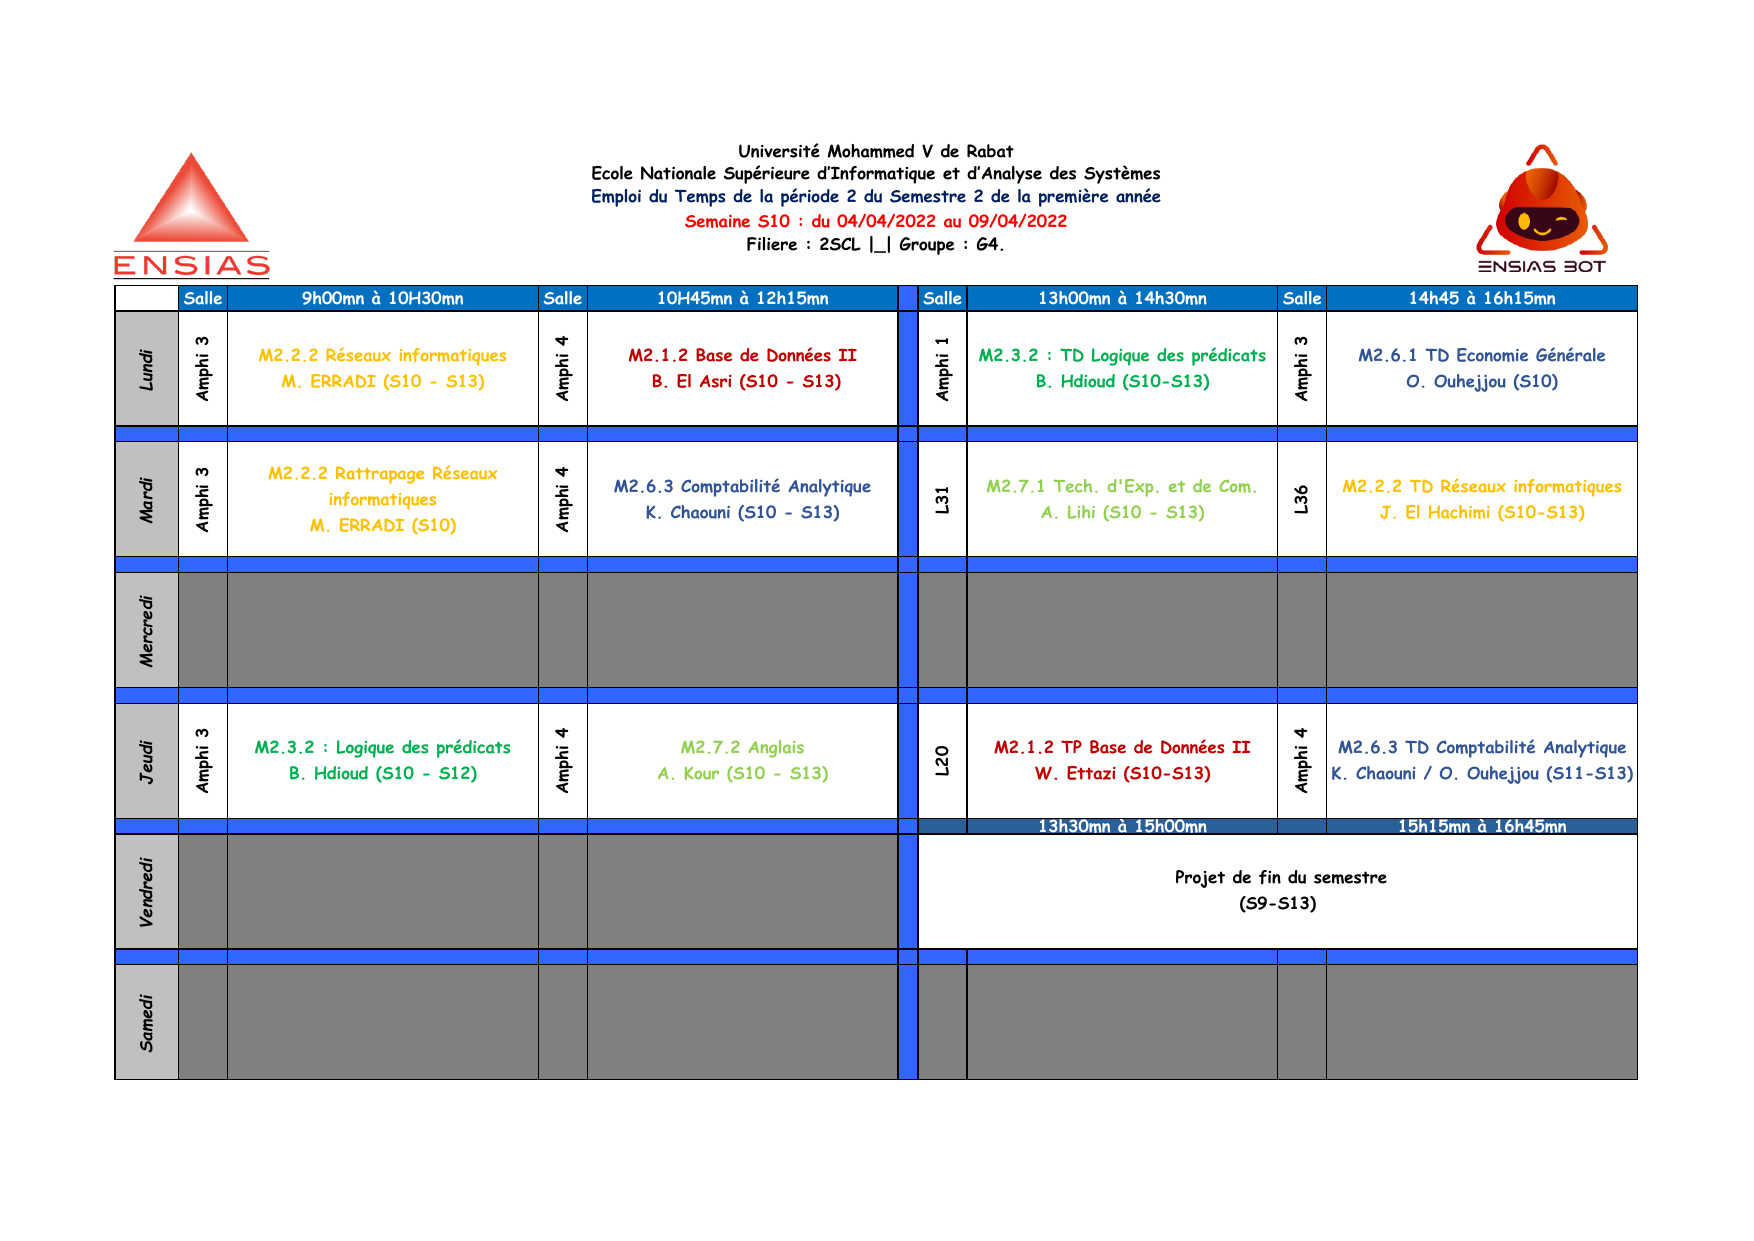 Université Mohammed V de Rabat
Ecole Nationale Supérieure d’Informatique et d’Analyse des Systèmes
Emploi du Temps de la période 2 du Semestre 2 de la première année
Semaine S10 : du 04/04/2022 au 09/04/2022
Filiere : 2SCL |_| Groupe : G4.
ENSIAS
ENSIAS BOT
Salle 9h00mn à 10H30mn Salle 10H45mn à 12h15mn Salle 13h00mn à 14h30mn Salle 14h45 à 16h15mn
Lundi
Amphi 3
M2.2.2 Réseaux informatiques
M. ERRADI (S10 - S13)
Amphi 4
M2.1.2 Base de Données II
B. El Asri (S10 - S13)
Amphi 1
M2.3.2 : TD Logique des prédicats
B. Hdioud (S10-S13)
Amphi 3
M2.6.1 TD Economie Générale
O. Ouhejjou (S10)
Mardi
Amphi 3
M2.2.2 Rattrapage Réseaux
informatiques
M. ERRADI (S10)
Amphi 4
M2.6.3 Comptabilité Analytique
K. Chaouni (S10 - S13)
L31
M2.7.1 Tech. d'Exp. et de Com.
A. Lihi (S10 - S13)
L36
M2.2.2 TD Réseaux informatiques
J. El Hachimi (S10-S13)
Mercredi
Jeudi
Amphi 3
M2.3.2 : Logique des prédicats
B. Hdioud (S10 - S12)
Amphi 4
M2.7.2 Anglais
A. Kour (S10 - S13)
L20
M2.1.2 TP Base de Données II
W. Ettazi (S10-S13)
Amphi 4
M2.6.3 TD Comptabilité Analytique
K. Chaouni / O. Ouhejjou (S11-S13)
13h30mn à 15h00mn 15h15mn à 16h45mn
Vendredi
Projet de fin du semestre
(S9-S13)
Samedi